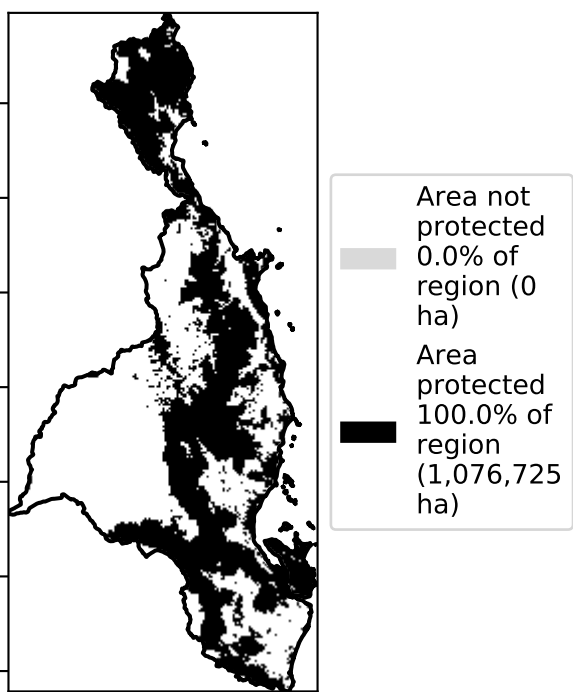 Area not
protected
0.0% of
region (0
ha)
Area
protected
100.0% of
region
(1,076,725
ha)